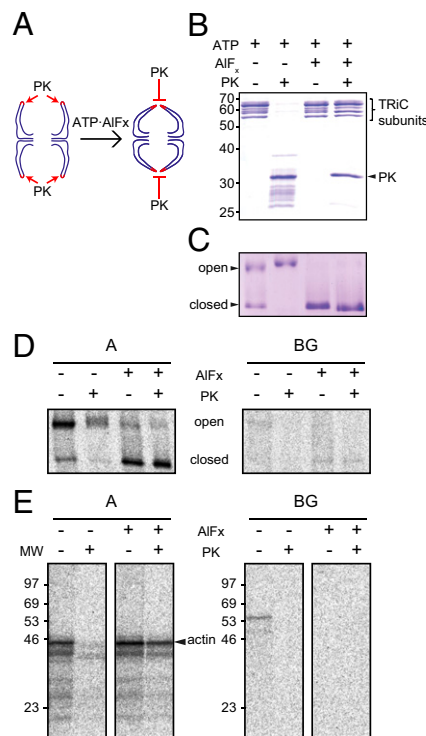 A
PK
PK
ATP·AlFx
PK
PK
B
ATP + + + +
AlFx - - + +
PK - + - +
70
60
50
40
30
25
TRiC
subunits
PK
C
open
closed
D
A BG
- - + + AlFx - - + +
- + - + PK - + - +
open
closed
E
A BG
- - + + AlFx - - + +
MW - + - + PK - + - +
97 97
69 69
53 53
46 actin 46
23 23